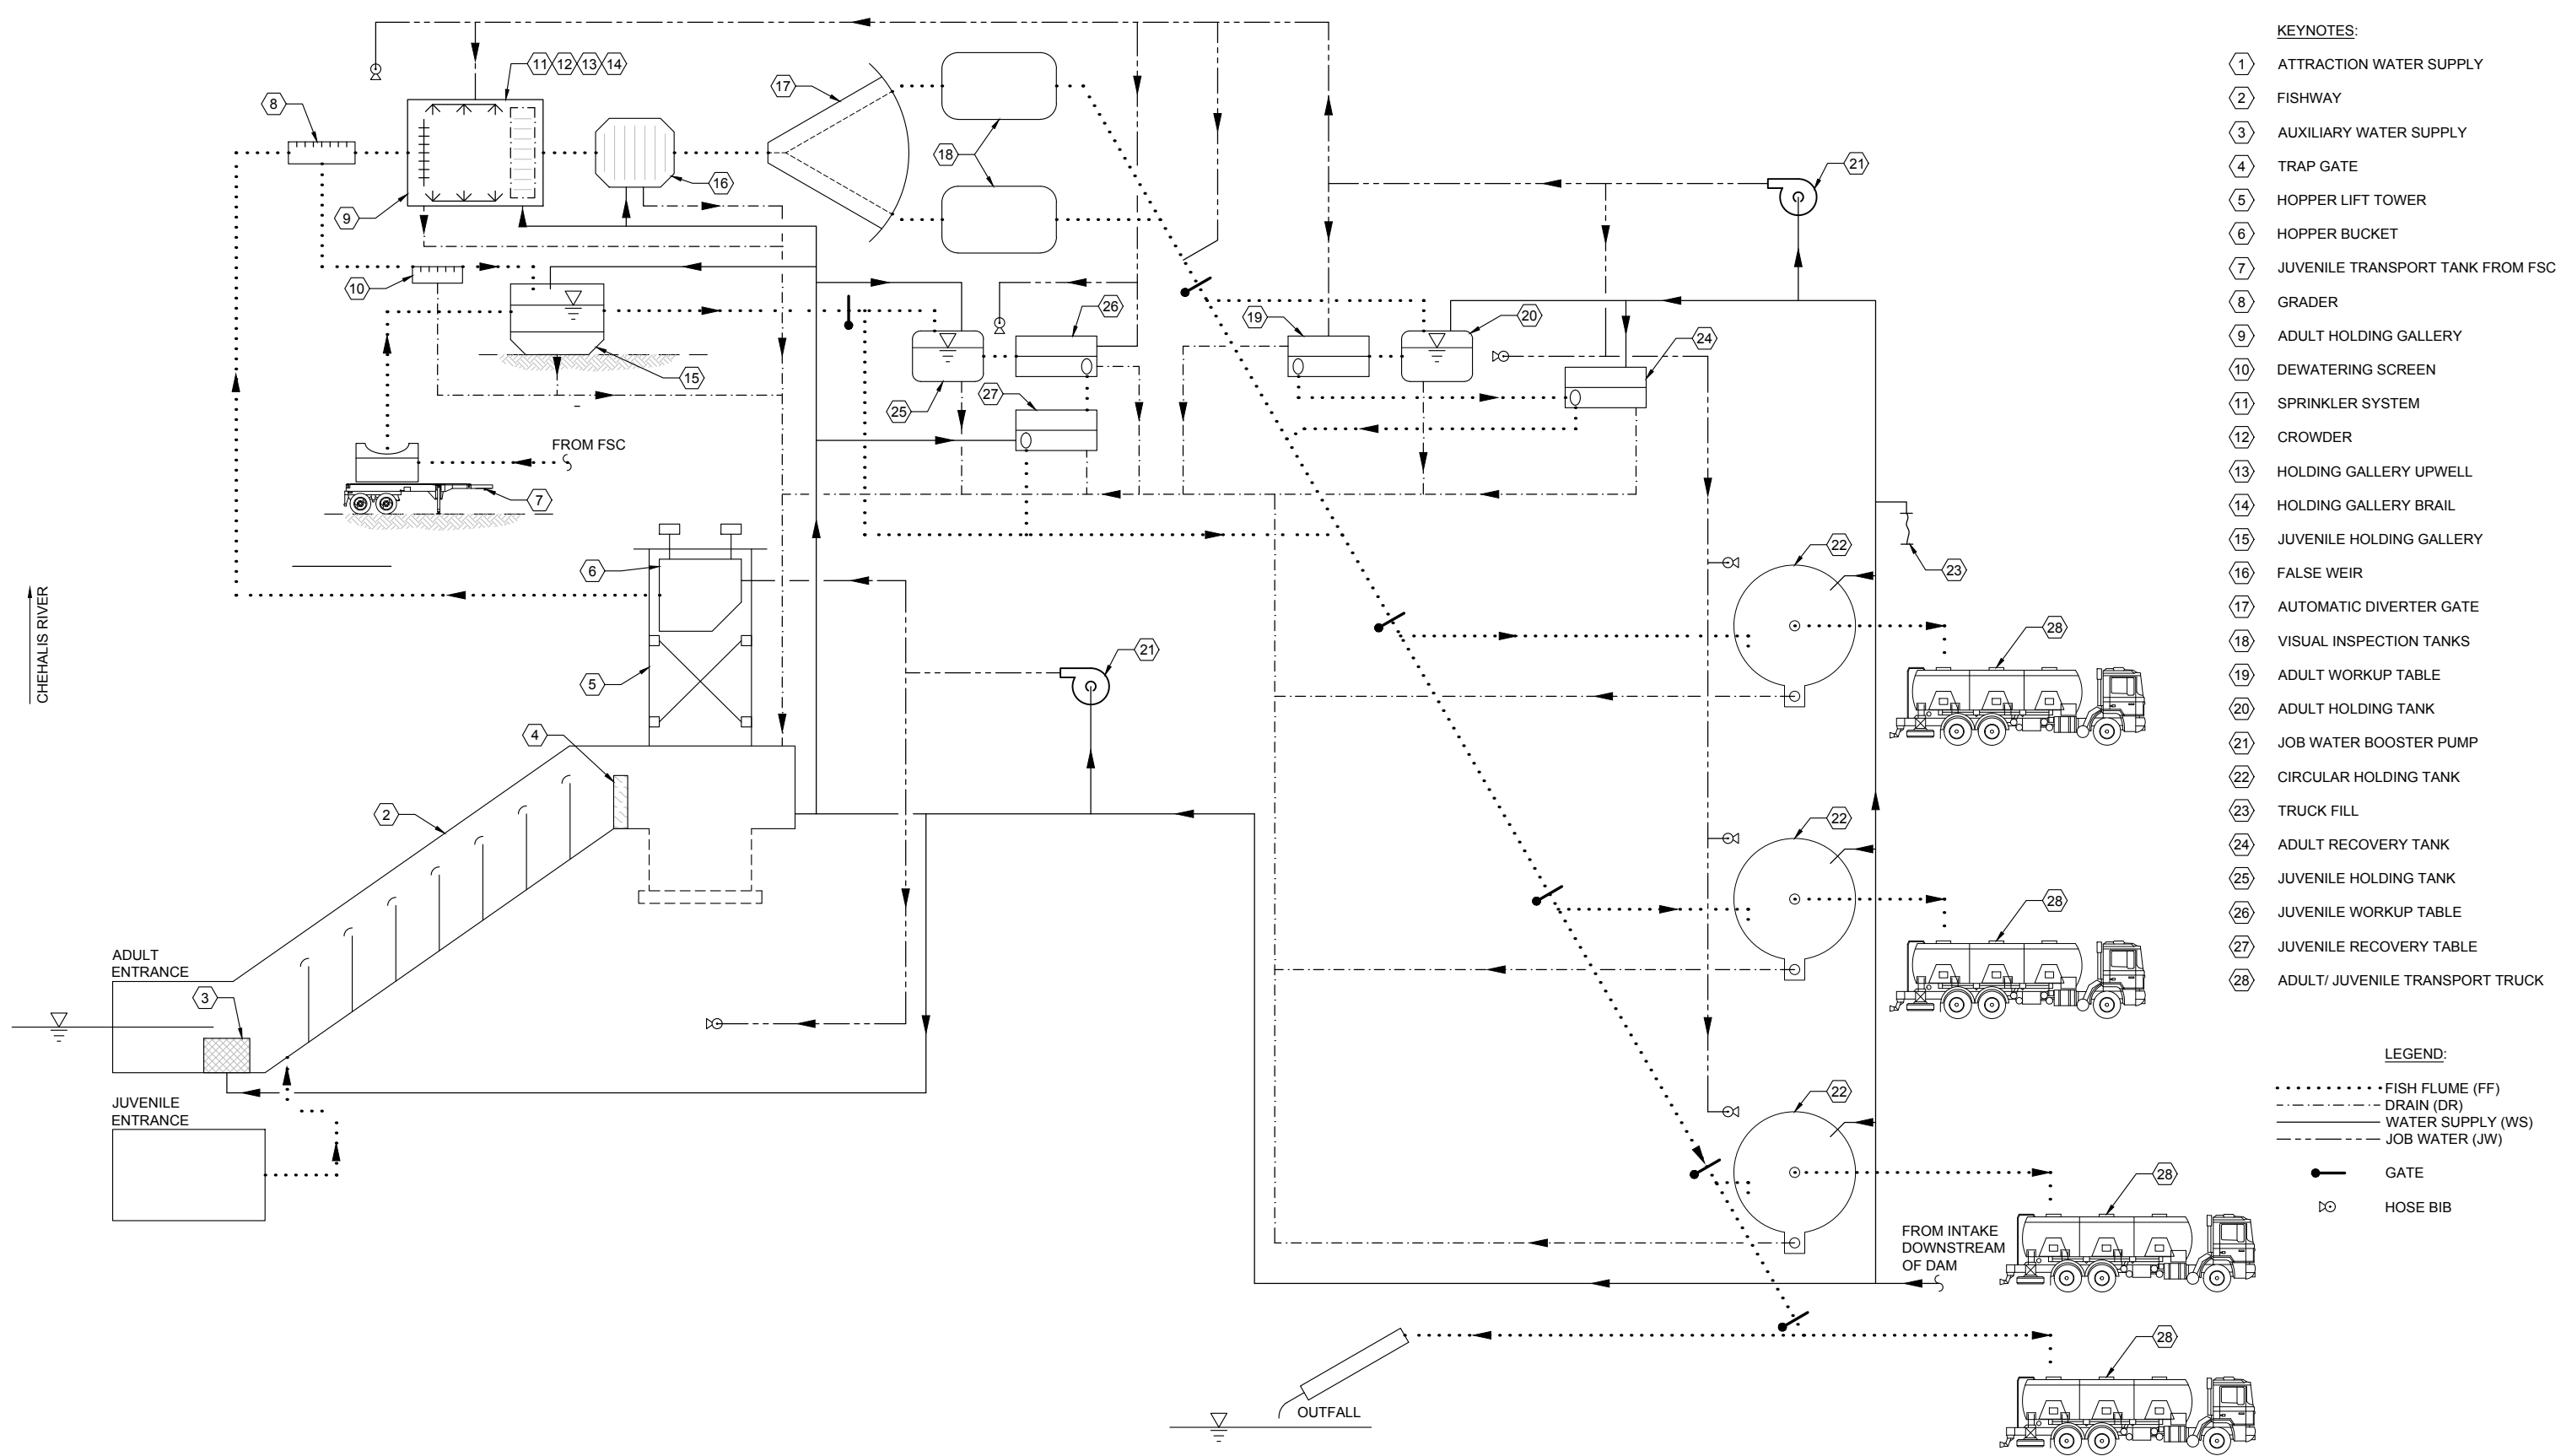 11 12 13 14
8
17
18
16
9
21
10
15
26
25
27
19
20
24
FROM FSC
7
6
5
4
21
22
23
28
2
ADULT
ENTRANCE
3
22
28
JUVENILE
ENTRANCE
22
28
FROM INTAKE
DOWNSTREAM
OF DAM
28
OUTFALL
CHEHALIS RIVER
KEYNOTES:
1 ATTRACTION WATER SUPPLY
2 FISHWAY
3 AUXILIARY WATER SUPPLY
4 TRAP GATE
5 HOPPER LIFT TOWER
6 HOPPER BUCKET
7 JUVENILE TRANSPORT TANK FROM FSC
8 GRADER
9 ADULT HOLDING GALLERY
10 DEWATERING SCREEN
11 SPRINKLER SYSTEM
12 CROWDER
13 HOLDING GALLERY UPWELL
14 HOLDING GALLERY BRAIL
15 JUVENILE HOLDING GALLERY
16 FALSE WEIR
17 AUTOMATIC DIVERTER GATE
18 VISUAL INSPECTION TANKS
19 ADULT WORKUP TABLE
20 ADULT HOLDING TANK
21 JOB WATER BOOSTER PUMP
22 CIRCULAR HOLDING TANK
23 TRUCK FILL
24 ADULT RECOVERY TANK
25 JUVENILE HOLDING TANK
26 JUVENILE WORKUP TABLE
27 JUVENILE RECOVERY TABLE
28 ADULT/ JUVENILE TRANSPORT TRUCK
LEGEND:
FISH FLUME (FF)
DRAIN (DR)
WATER SUPPLY (WS)
JOB WATER (JW)
GATE
HOSE BIB